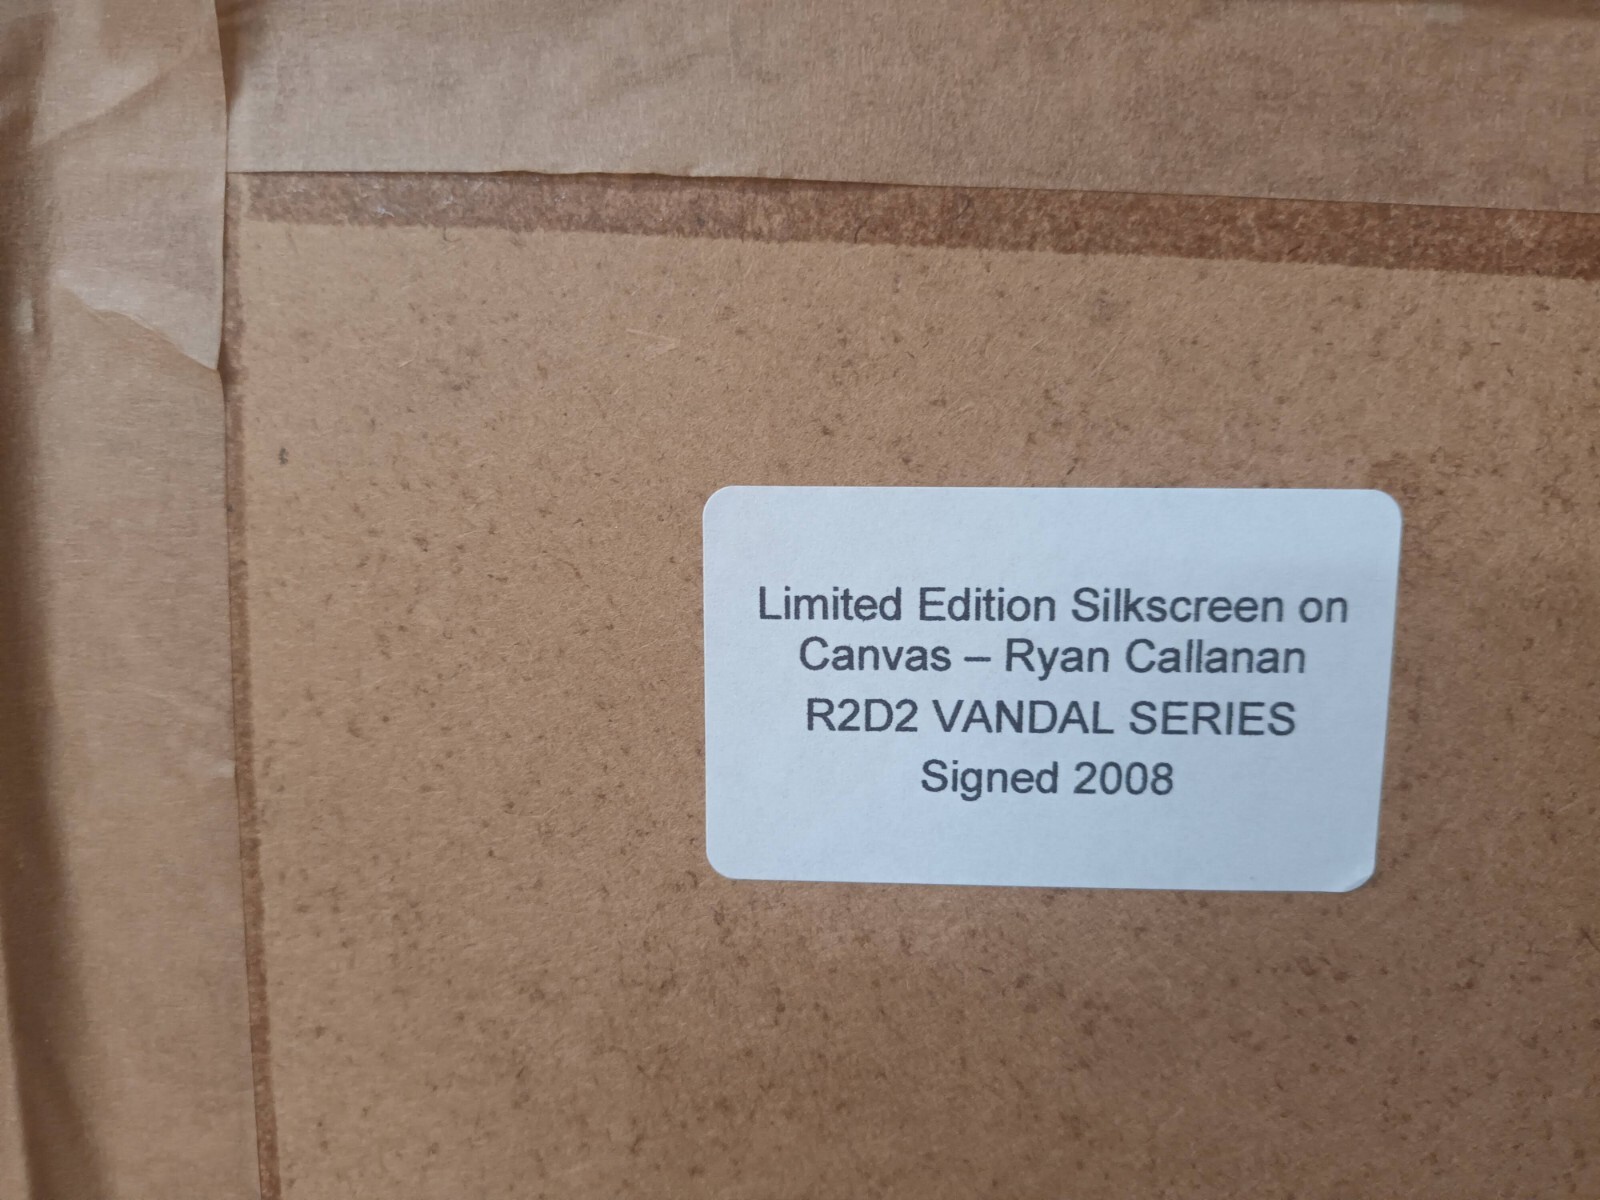 Limited Edition Silkscreen on
Canvas – Ryan Callanan
R2D2 VANDAL SERIES
Signed 2008